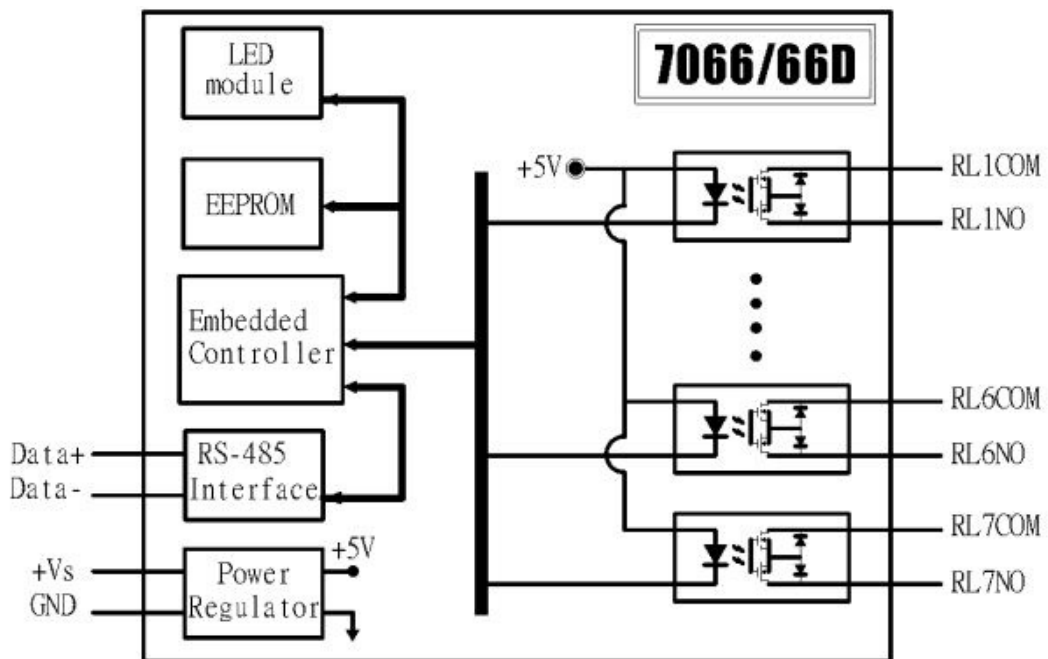 7066/66D
LED
module
EEPROM
Embedded
Controller
RS-485
Interface
Data+
Data-
+5V
Power
Regulator
+Vs
GND
+5V
RL1COM
RL1NO
RL6COM
RL6NO
RL7COM
RL7NO